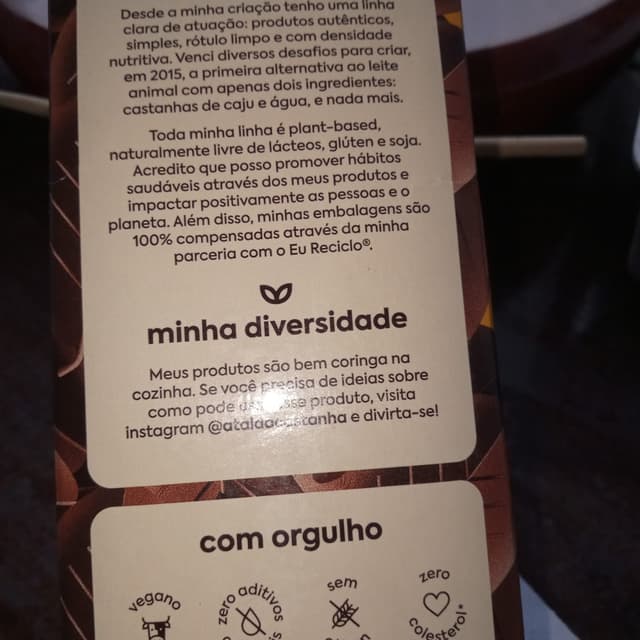 Desde a minha criação tenho uma linha
clara de atuação: produtos autênticos,
simples, rótulo limpo e com densidade
nutritiva. Venci diversos desafios para criar,
em 2015, a primeira alternativa ao leite
animal com apenas dois ingredientes:
castanhas de caju e água, e nada mais.
Toda minha linha é plant-based,
naturalmente livre de lácteos, glúten e soja.
Acredito que posso promover hábitos
saudáveis através dos meus produtos e
impactar positivamente as pessoas e o
planeta. Além disso, minhas embalagens são
100% compensadas através da minha
parceria com o Eu Reciclo®.
minha diversidade
Meus produtos são bem coringa na
cozinha. Se você precisa de ideias sobre
como pode produto, visita
instagram @ataldacastanha e divirta-se!
com orgulho
vegano
zero aditivos
sem
zero
colesterol*